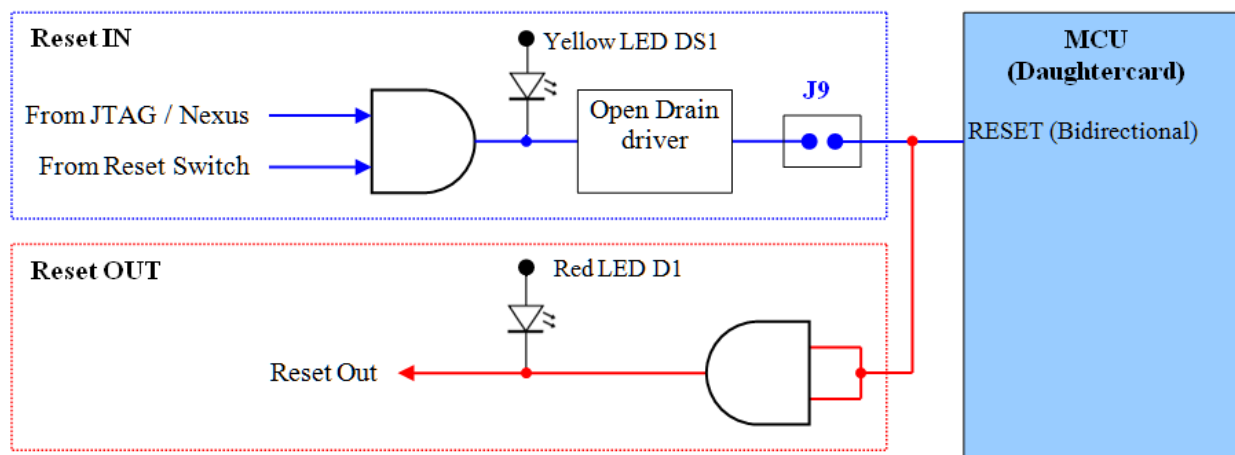 Reset IN
Yellow LED DS1
From JTAG / Nexus
From Reset Switch
Open Drain
driver
J9
MCU
(Daughtercard)
RESET (Bidirectional)
Reset OUT
Red LED D1
Reset Out